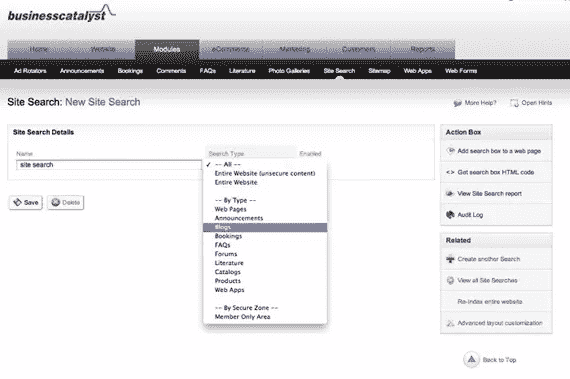 businesscatalyst
Home Website Modules eCommerce Marketing Customers Reports
Ad Rotators Announcements Bookings Comments FAQs Literature Photo Galleries Site Search Sitemap Web Apps Web Forms
Site Search: New Site Search
More Help? Open Hints
Site Search Details
Name Search Type Enabled
site search
✓ -- All --
Entire Website (unsecure content)
Entire Website
-- By Type --
Web Pages
Announcements
Blogs
Bookings
FAQs
Forums
Literature
Catalogs
Products
Web Apps
-- By Secure Zone --
Member Only Area
Save Delete
Action Box
Add search box to a web page
<> Get search box HTML code
View Site Search report
Audit Log
Related
Create another Search
View all Site Searches
Re-Index entire website
Advanced layout customization
Back to Top